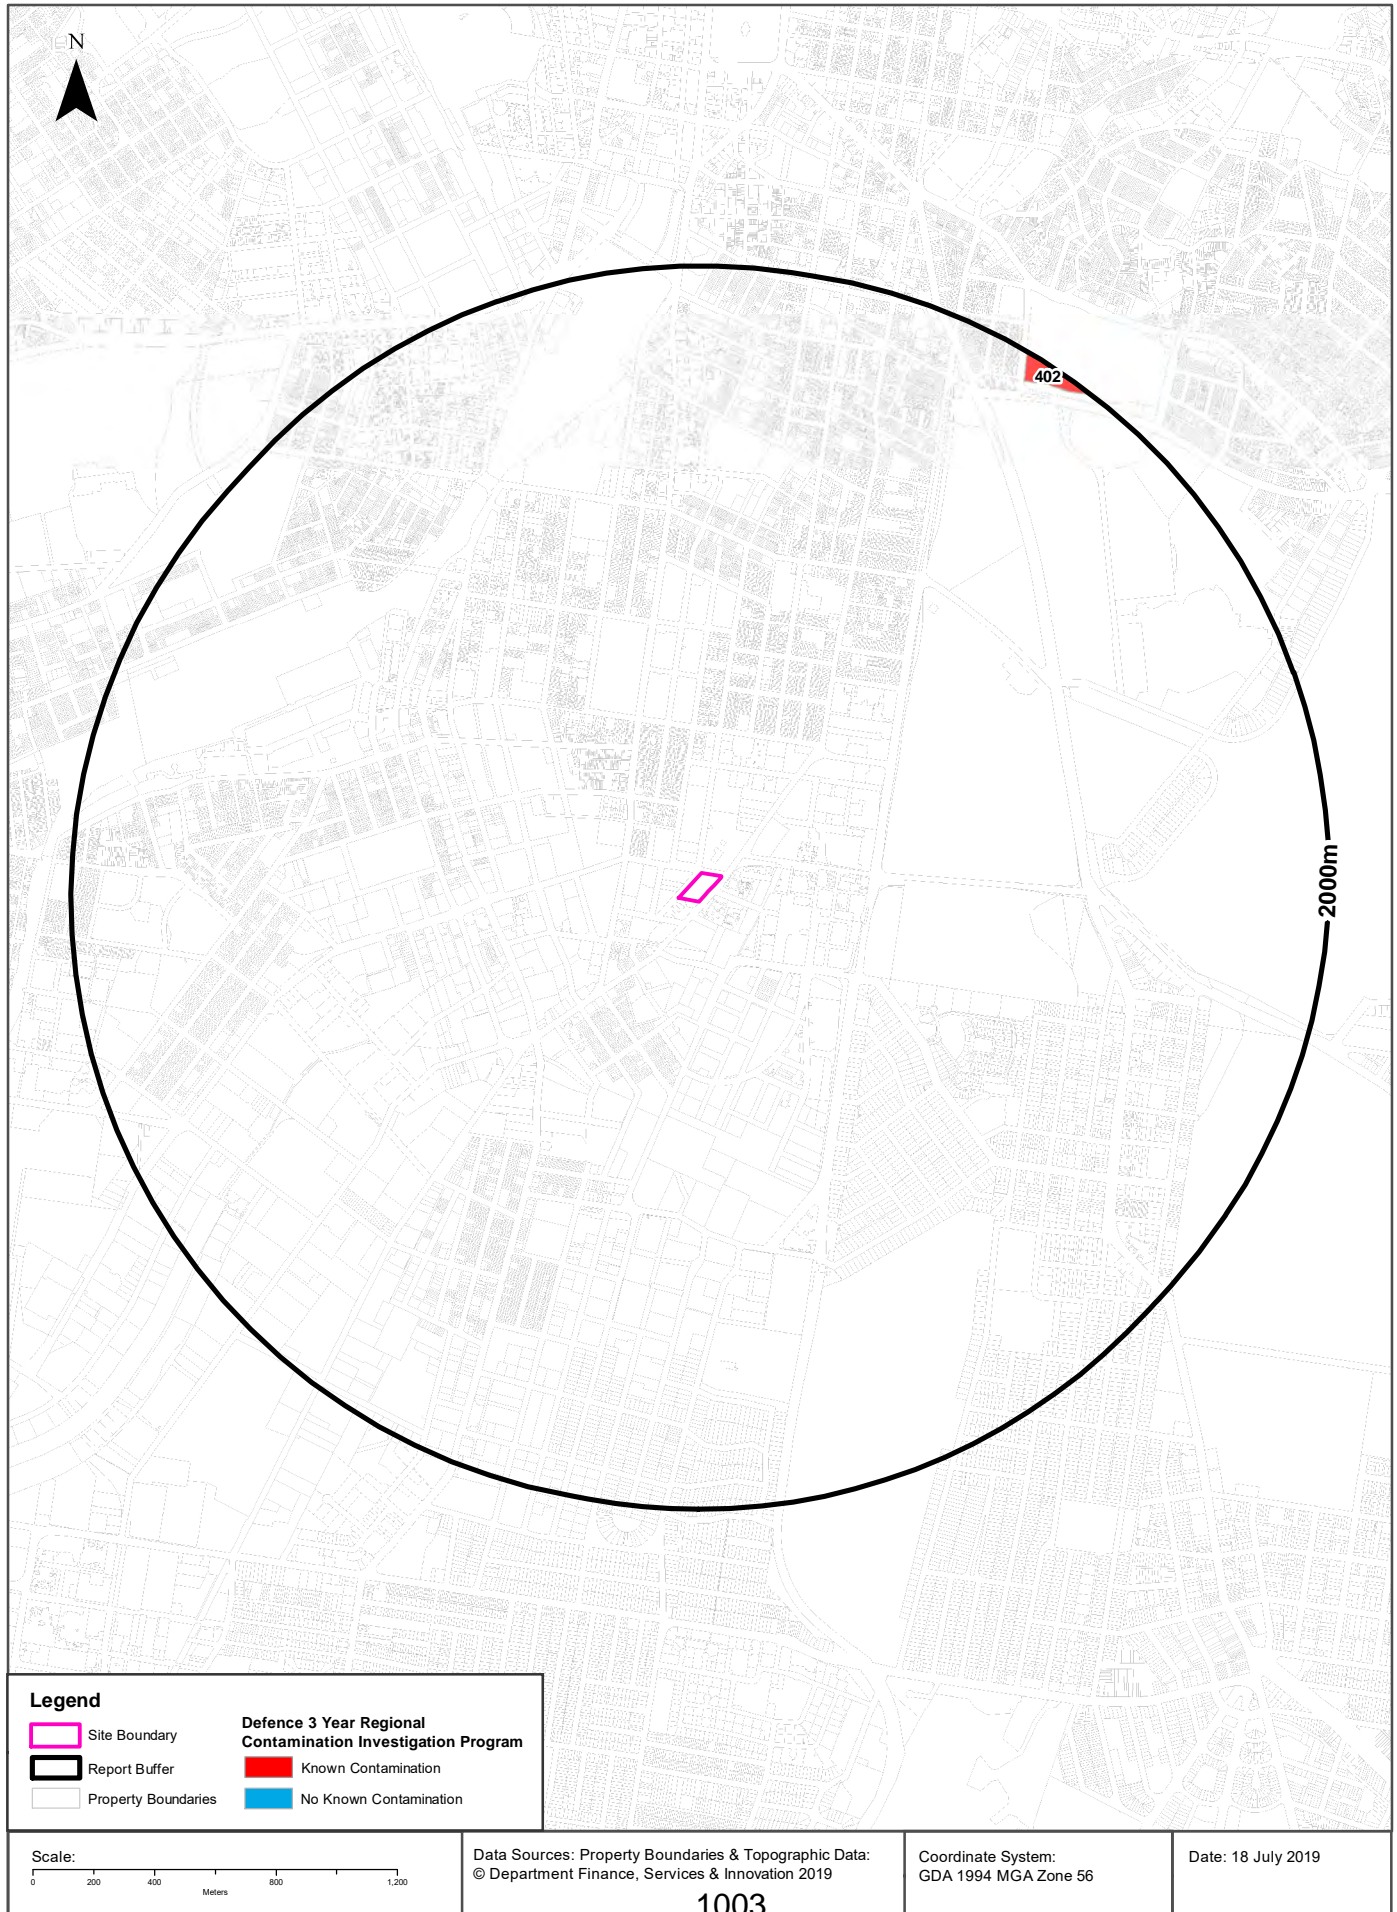 N
402
2000m
Legend
Site Boundary
Report Buffer
Property Boundaries
Defence 3 Year Regional
Contamination Investigation Program
Known Contamination
No Known Contamination
Scale:
0 200 400 800 1,200
Meters
Data Sources: Property Boundaries & Topographic Data:
© Department Finance, Services & Innovation 2019
1003
Coordinate System:
GDA 1994 MGA Zone 56
Date: 18 July 2019